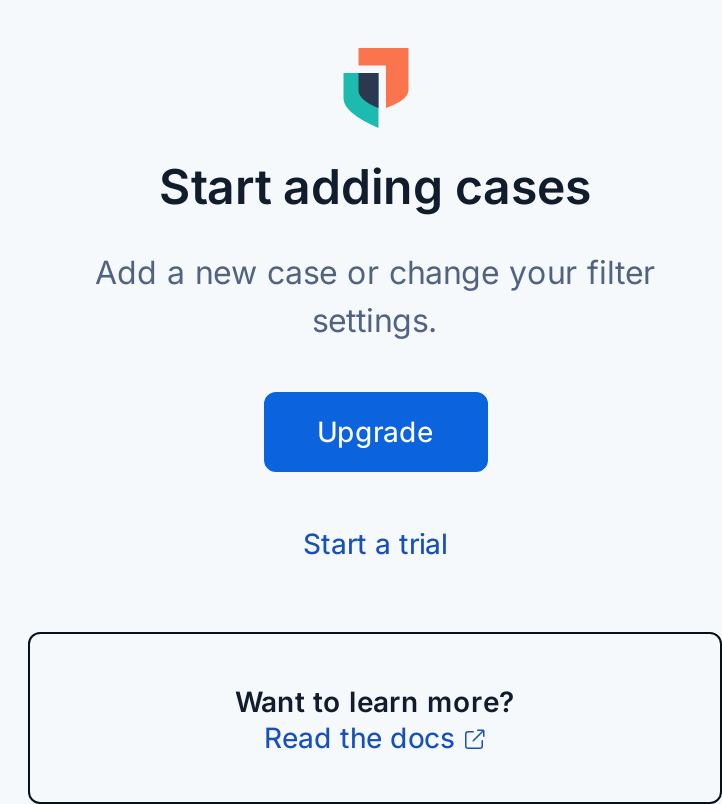 Start adding cases
Add a new case or change your filter
settings.
Upgrade
Start a trial
Want to learn more?
Read the docs